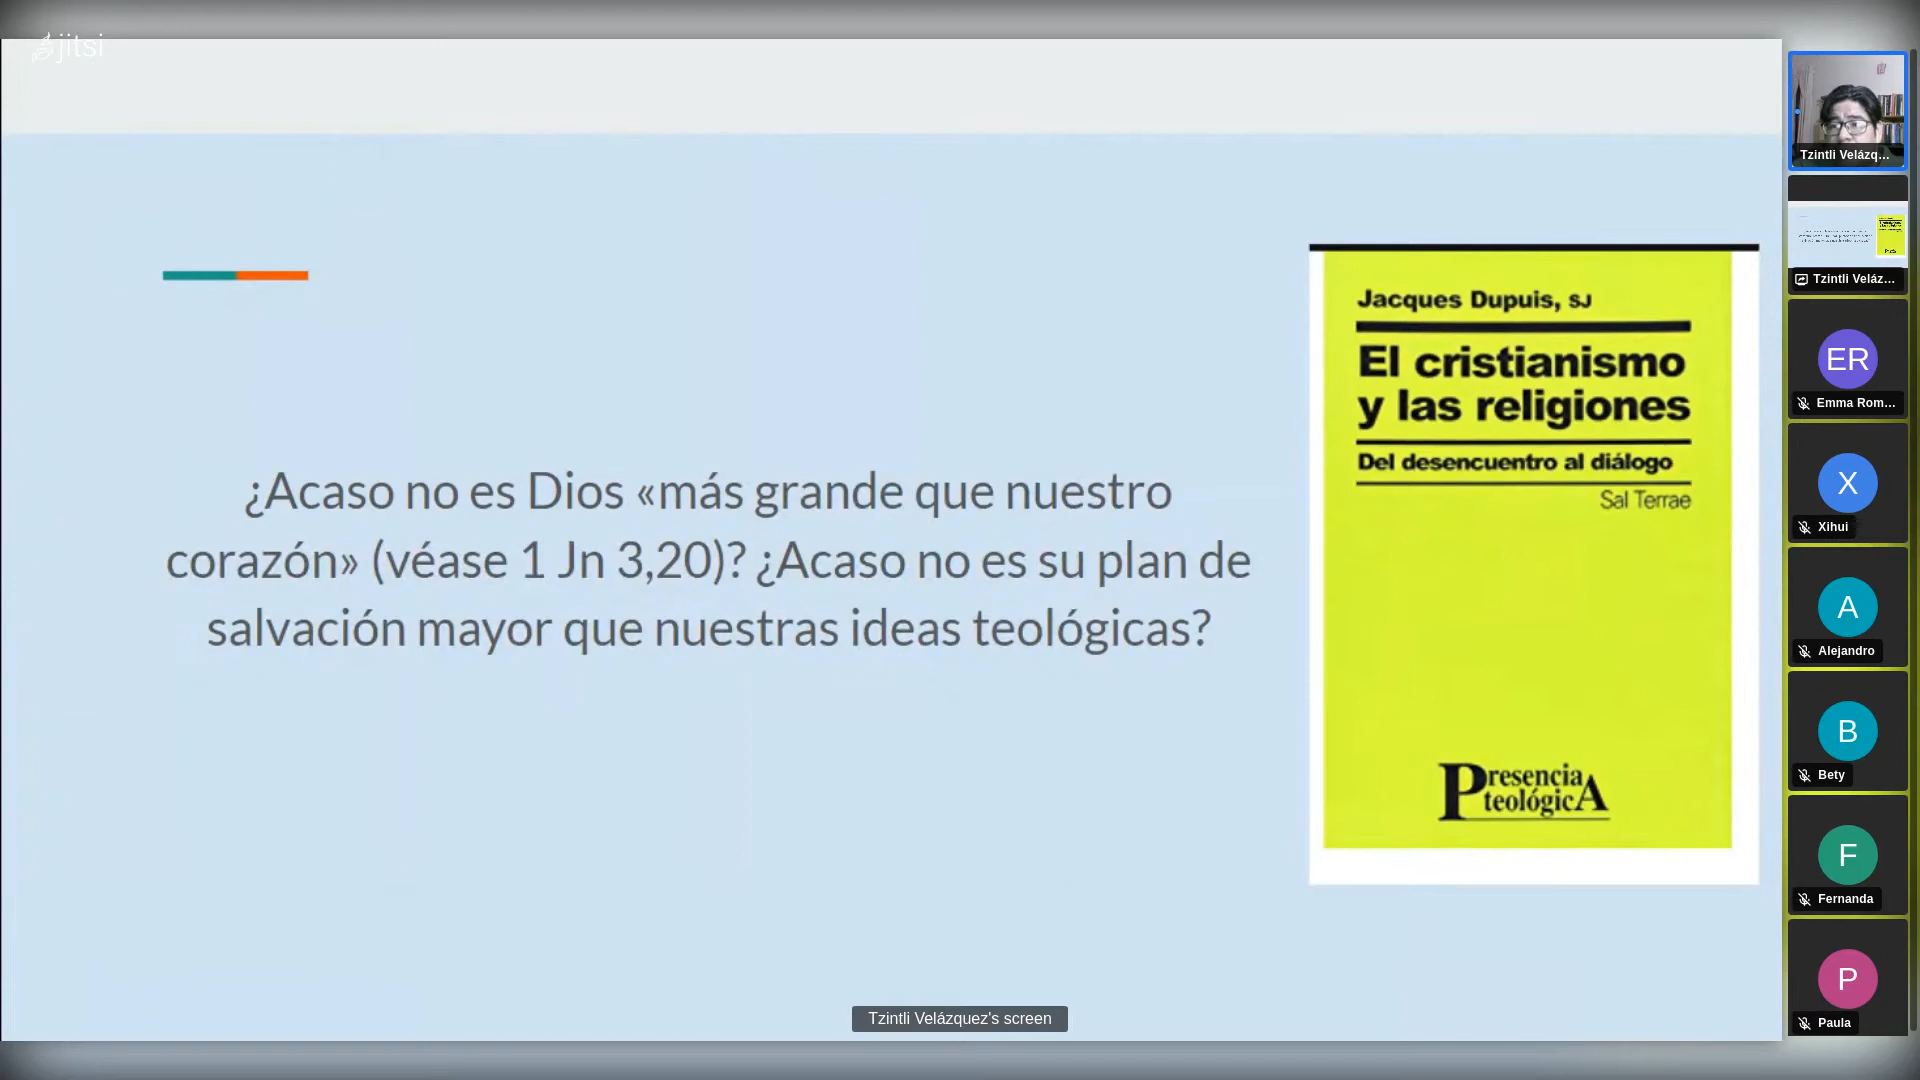 jitsi
¿Acaso no es Dios «más grande que nuestro
corazón» (véase 1 Jn 3,20)? ¿Acaso no es su plan de
salvación mayor que nuestras ideas teológicas?
Jacques Dupuis, SJ
El cristianismo
y las religiones
Del desencuentro al diálogo
Sal Terrae
Presencia
teológicA
Tzintli Velázquez's screen
Tzintli Velázq...
Tzintli Veláz...
ER
Emma Rom...
X
Xihui
A
Alejandro
B
Bety
F
Fernanda
P
Paula